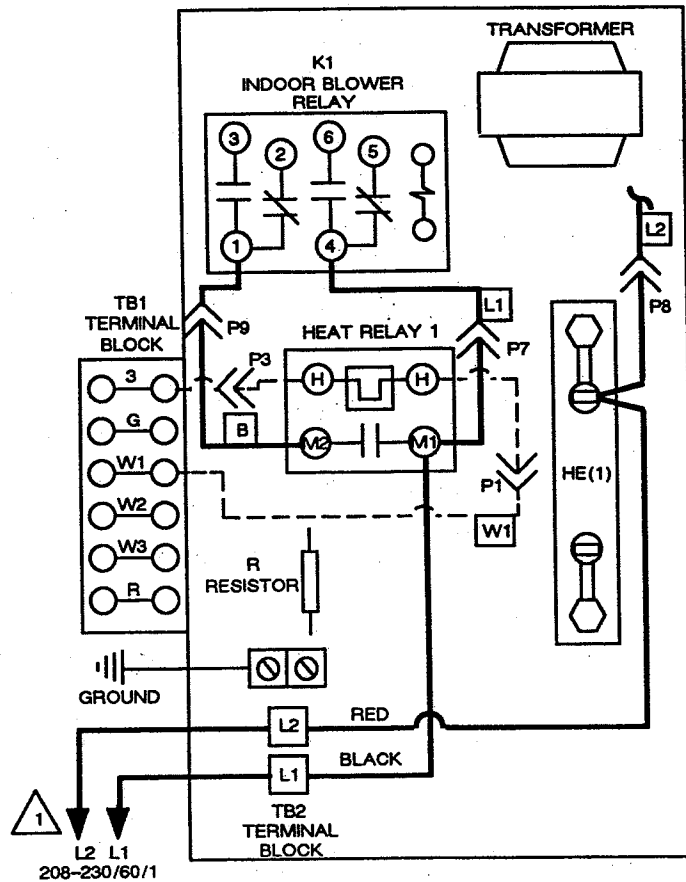 TRANSFORMER
K1
INDOOR BLOWER
RELAY
3
2
6
5
1
4
L2
L1
P8
TB1
TERMINAL
BLOCK
P9
HEAT RELAY 1
P7
P3
3
H
H
G
B
M2
M1
W1
P1
HE(1)
W2
W1
W3
R
RESISTOR
R
GROUND
L2
RED
L1
BLACK
1
TB2
TERMINAL
BLOCK
L2 L1
208-230/60/1